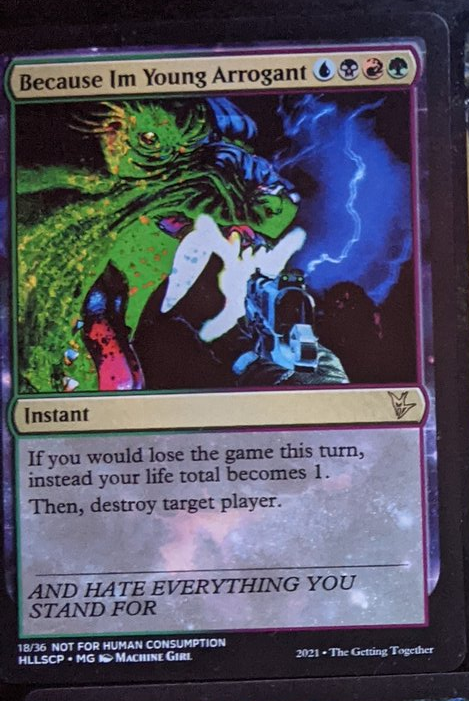 Because Im Young Arrogant
Instant
If you would lose the game this turn,
instead your life total becomes 1.
Then, destroy target player.
AND HATE EVERYTHING YOU
STAND FOR
18/36 NOT FOR HUMAN CONSUMPTION
HLLSCP • MG MACHINE GIRL
2021 • The Getting Together